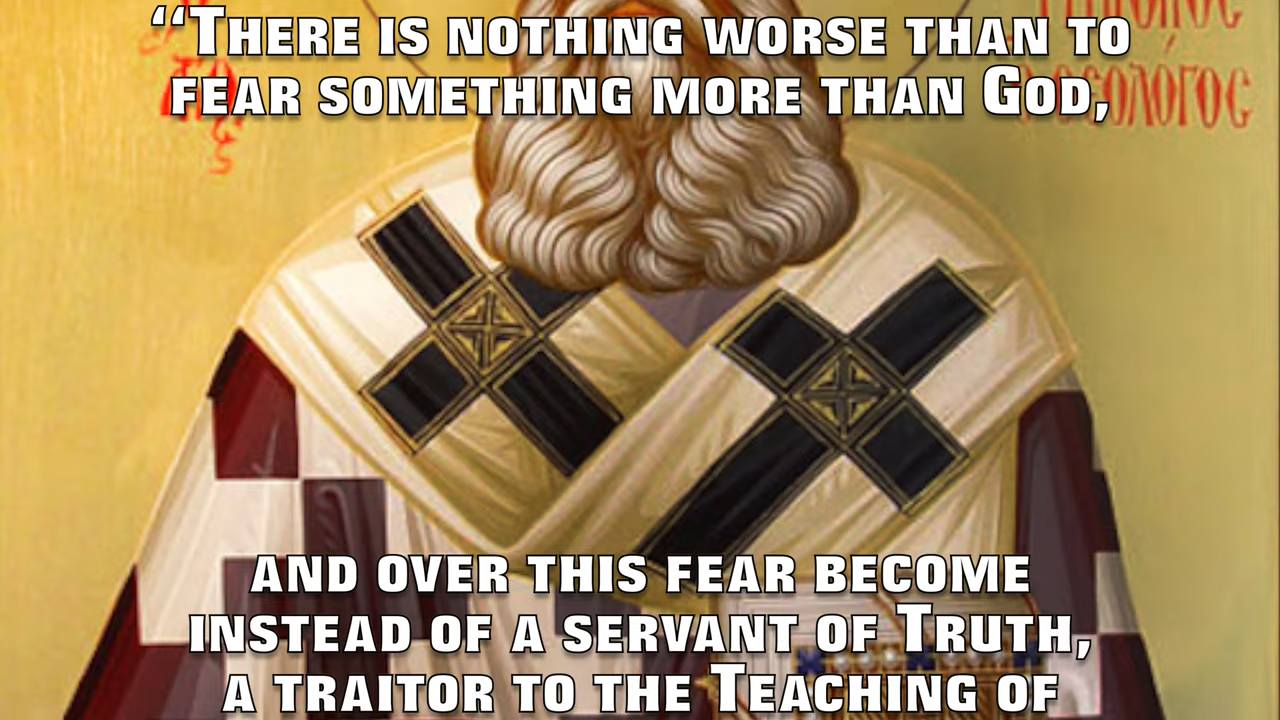 “There is nothing worse than to
fear something more than God,
ολόγος
and over this fear become
instead of a servant of Truth,
a traitor to the Teaching of